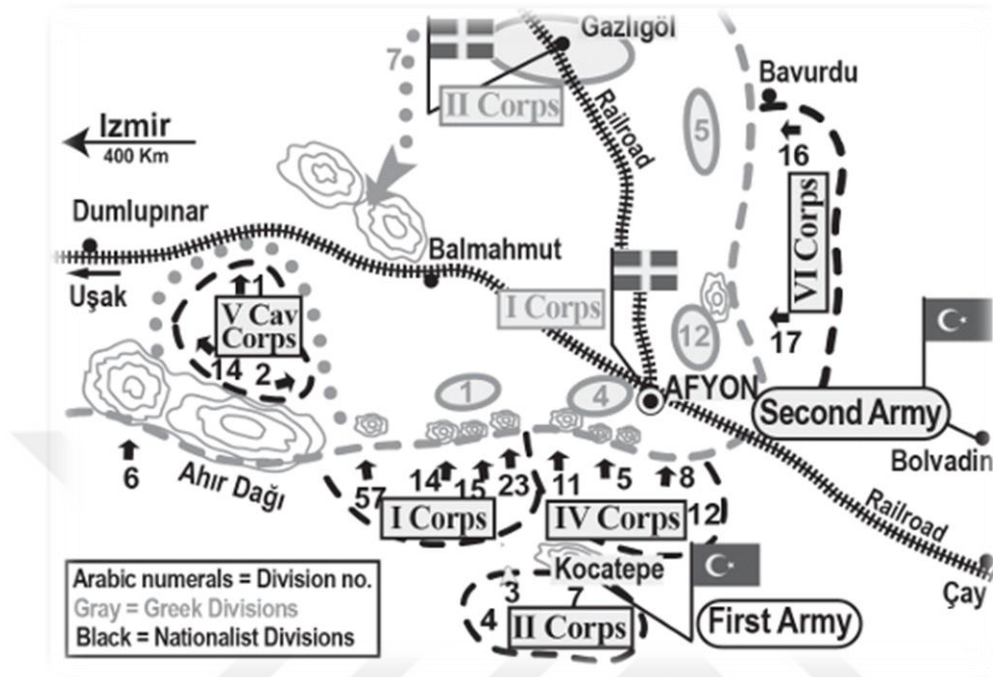 Gazlıgöl
7
II Corps
Railroad
Bavurdu
5
16
Izmir
400 Km
VI Corps
Dumlupınar
Balmahmut
Uşak
I Corps
1
V Cav
Corps
14
2
12
17
1
4
AFYON
Second Army
Bolvadin
6
Ahır Dağı
57
14
15
23
11
5
8
I Corps
IV Corps
12
Railroad
Kocatepe
Çay
3
7
4
II Corps
First Army
Arabic numerals = Division no.
Gray = Greek Divisions
Black = Nationalist Divisions